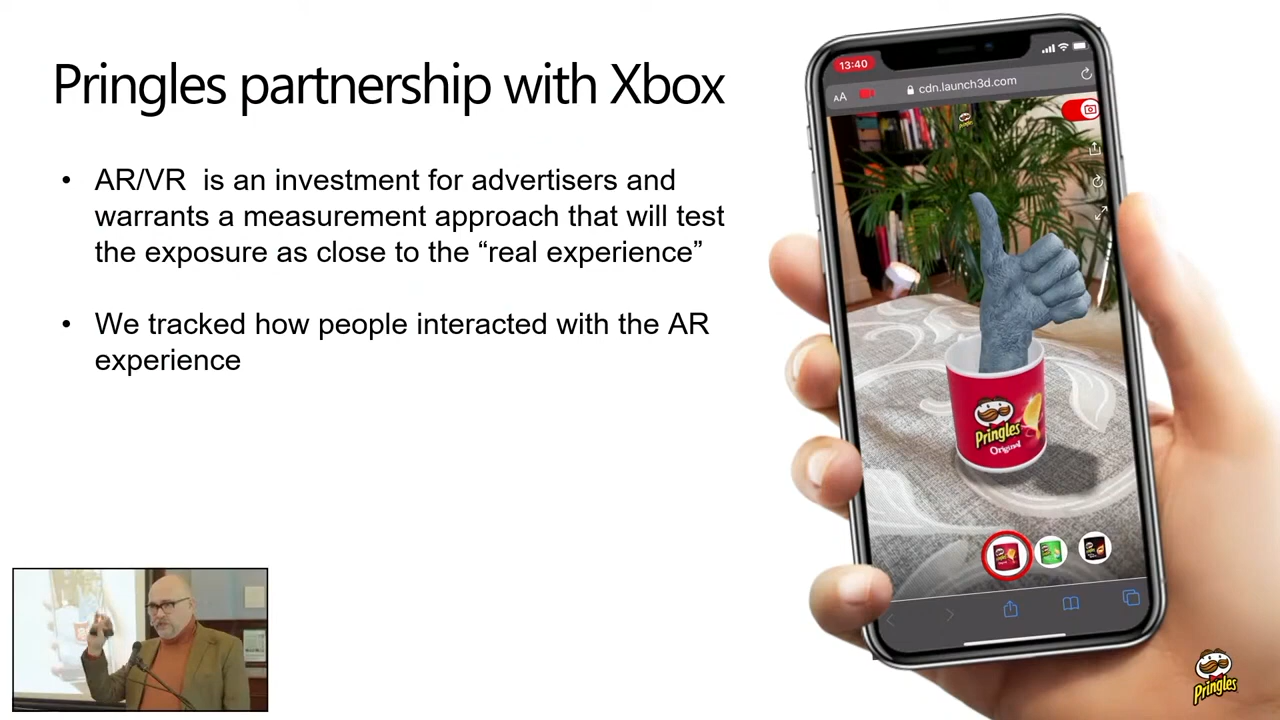 Pringles partnership with Xbox
• AR/VR  is an investment for advertisers and
warrants a measurement approach that will test
the exposure as close to the “real experience”
• We tracked how people interacted with the AR
experience
13:40
AA
cdn.launch3d.com
Pringles
Original
Pringles